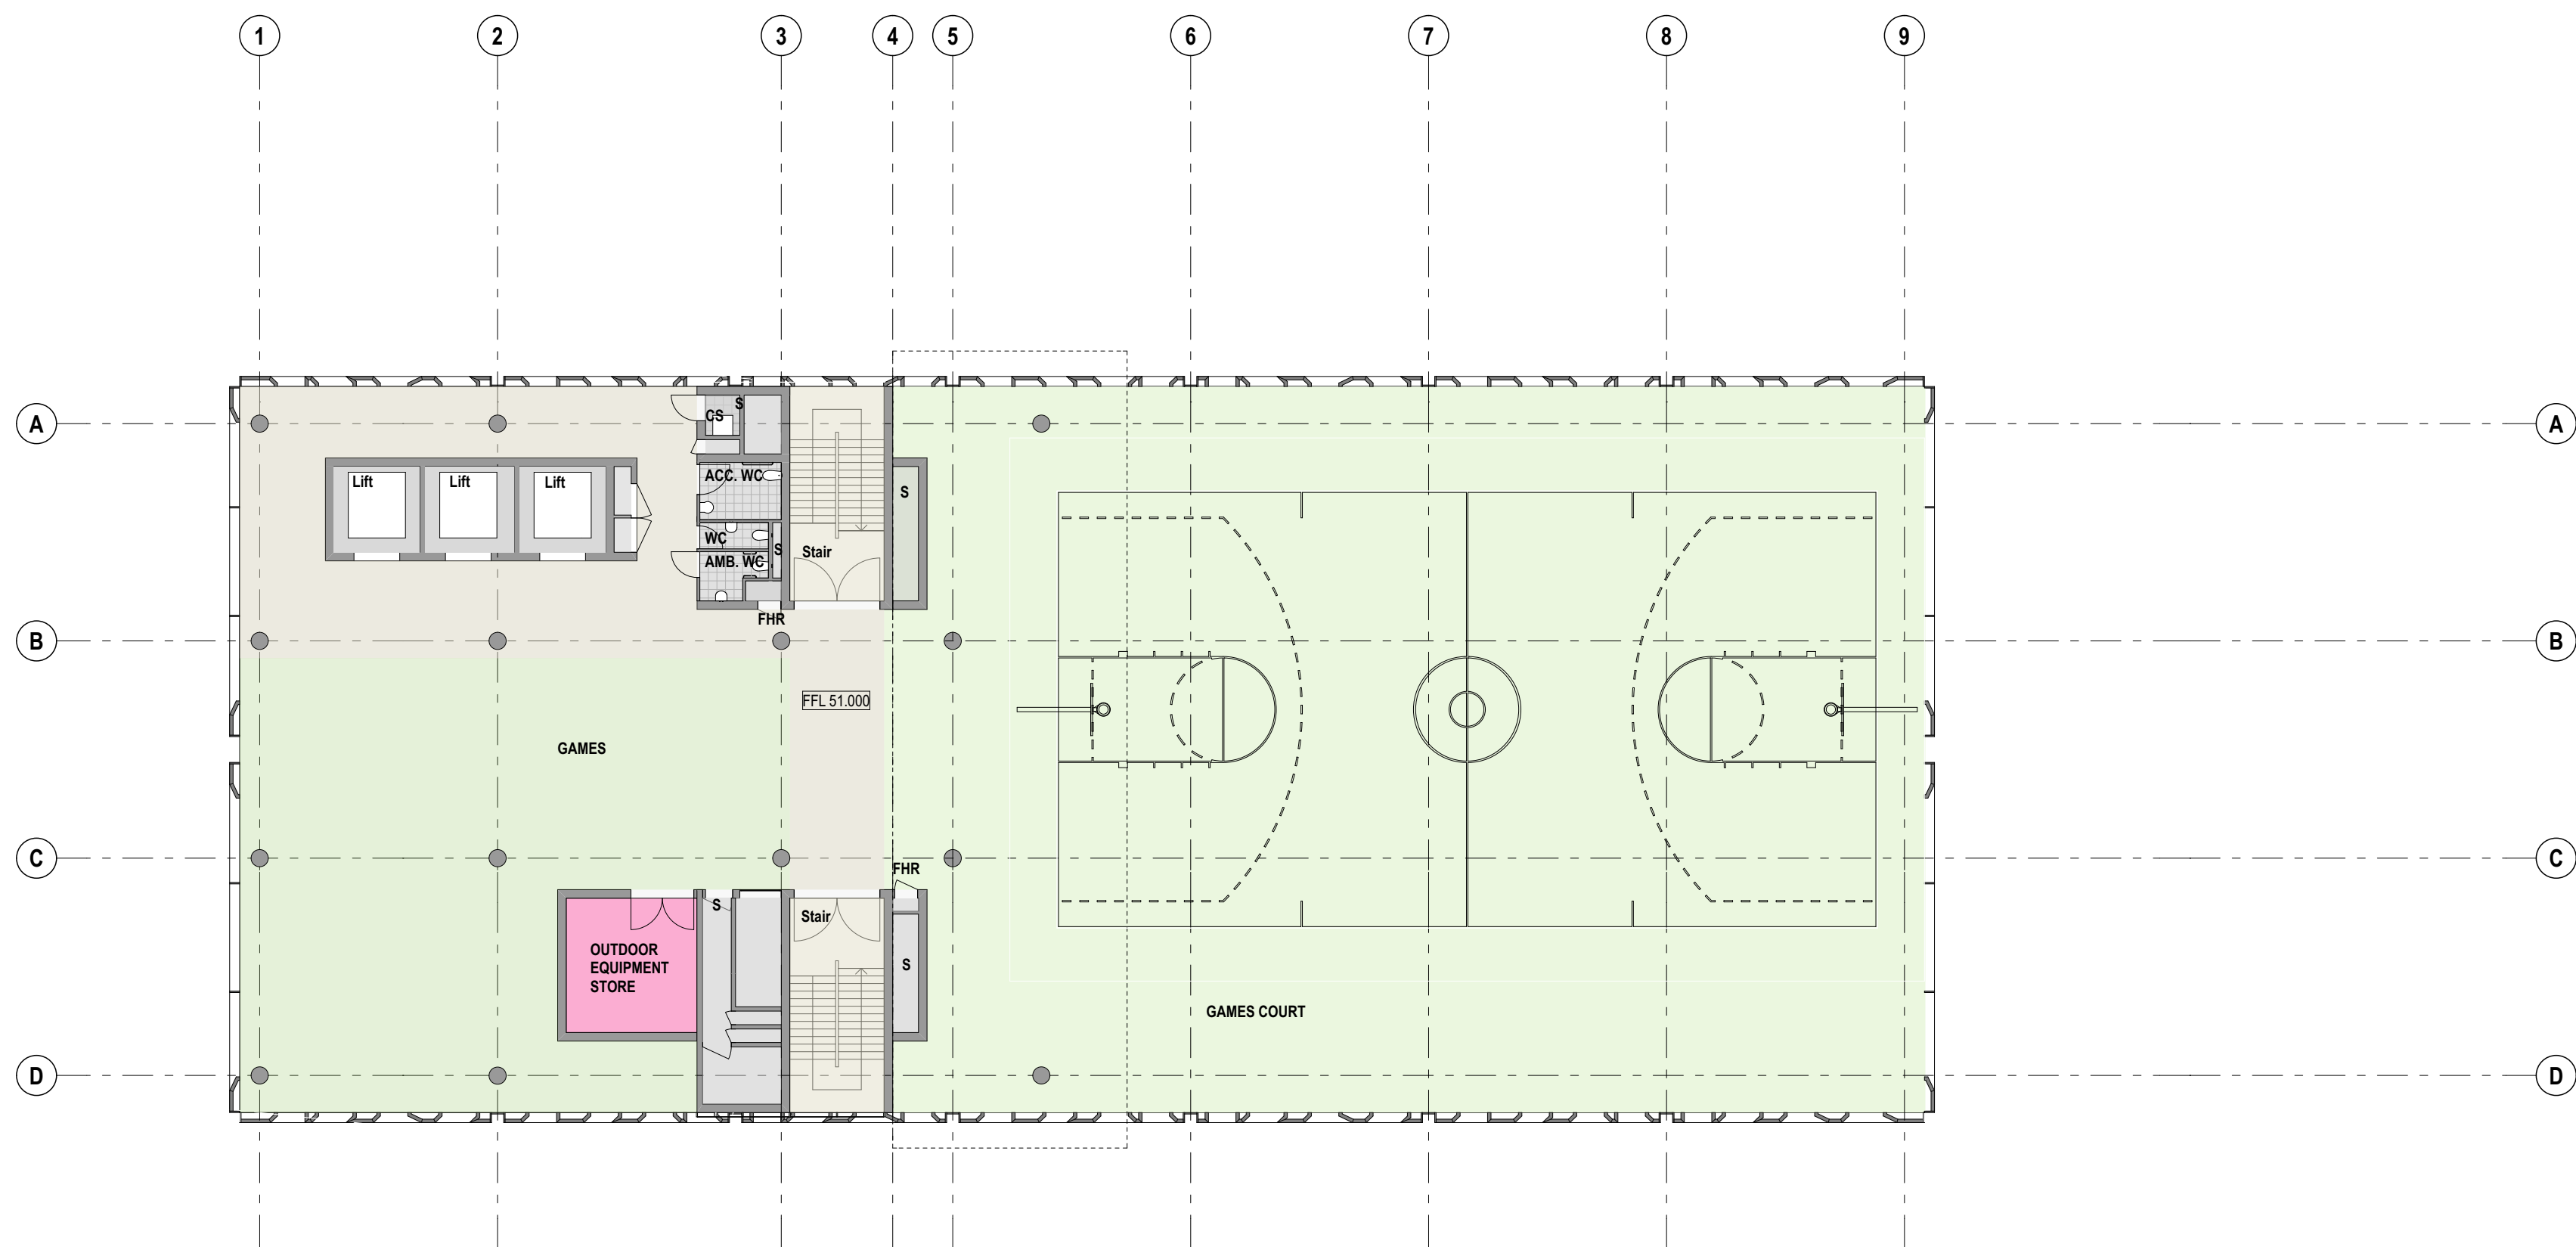 1 2 3 4 5 6 7 8 9
A A
S
CS
Lift Lift Lift ACC. WC
S
WC S
Stair
AMB. WC
FHR
B B
FFL 51.000
GAMES
C C
FHR
S
Stair
OUTDOOR
EQUIPMENT
STORE
S
GAMES COURT
D D